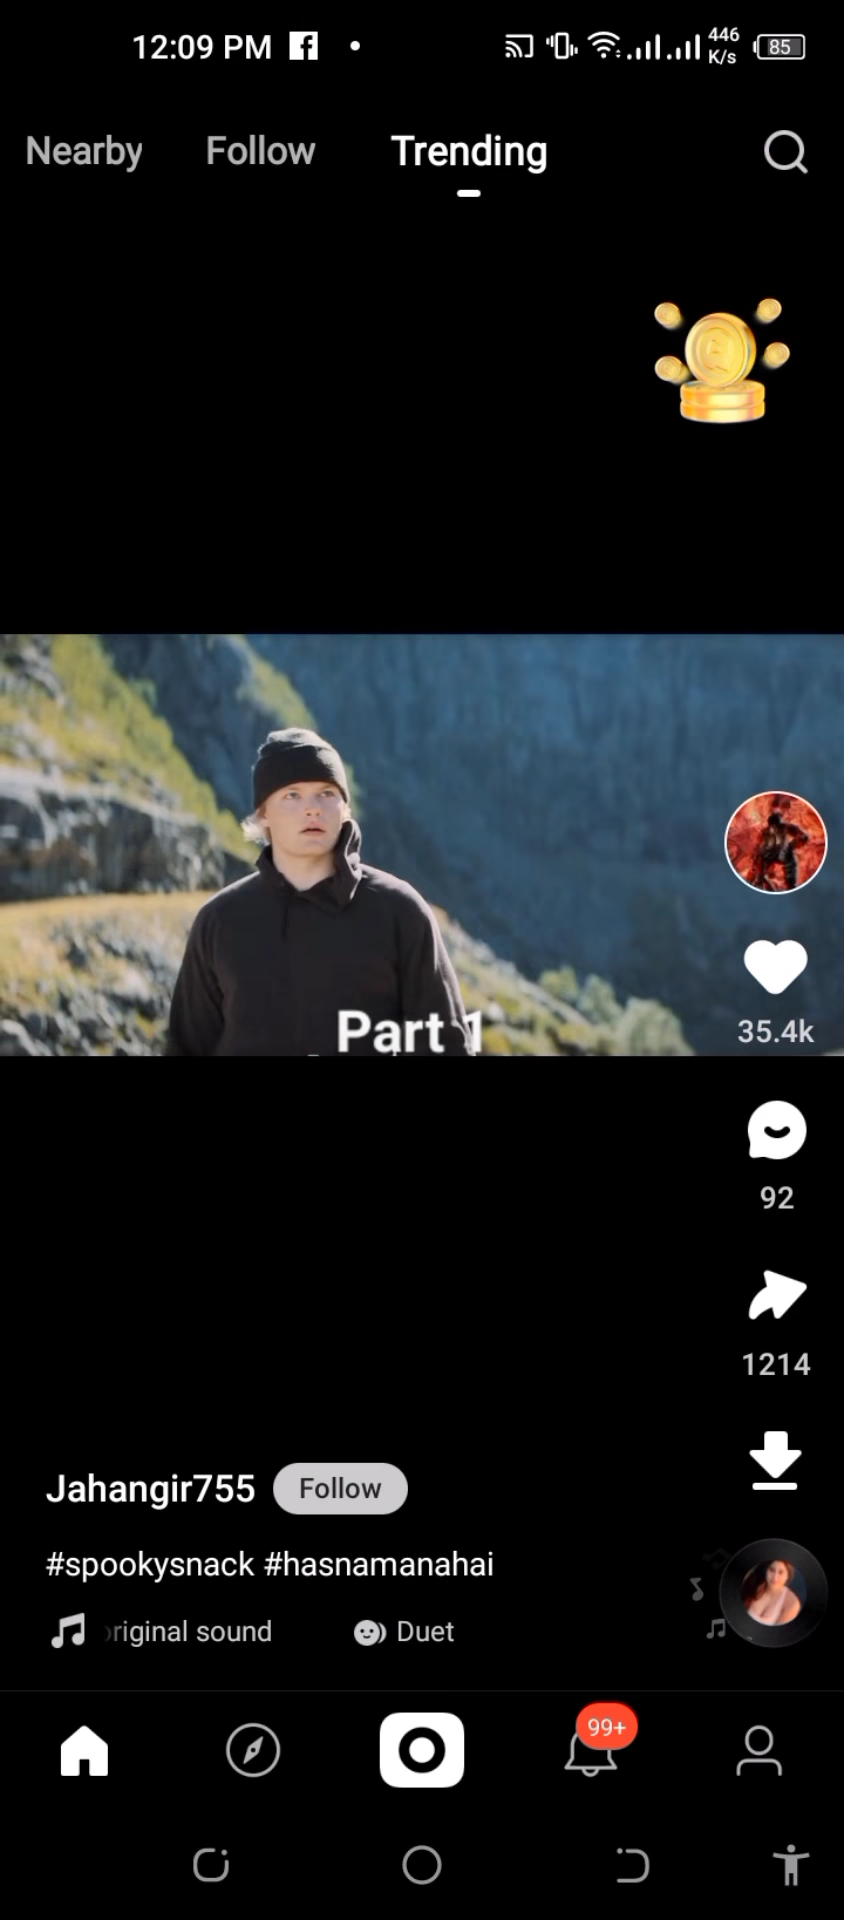 12:09 PM
446
K/s
85
Nearby Follow Trending
Part 1
35.4k
92
1214
Jahangir755 Follow
#spookysnack #hasnamanahai
riginal sound Duet
99+